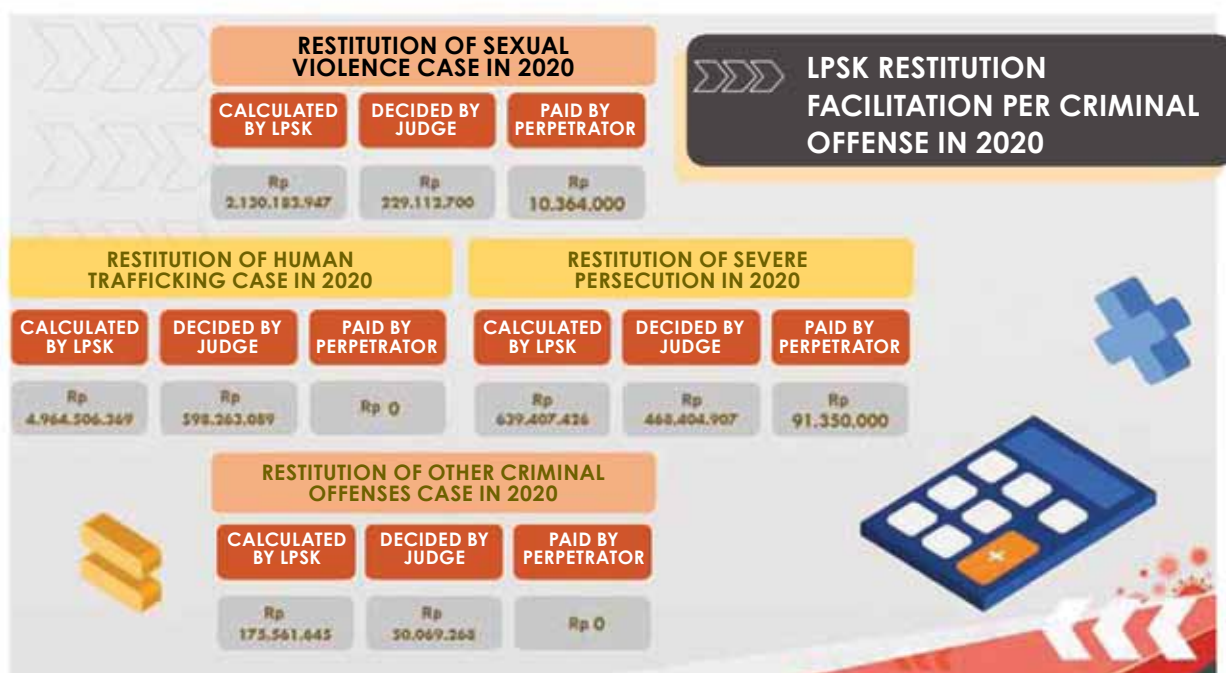 RESTITUTION OF SEXUAL
VIOLENCE CASE IN 2020
LPSK RESTITUTION
FACILITATION PER CRIMINAL
OFFENSE IN 2020
CALCULATED
BY LPSK
DECIDED BY
JUDGE
PAID BY
PERPETRATOR
Rp
2.130.183.947
Rp
229.112.700
Rp
10.364.000
RESTITUTION OF HUMAN
TRAFFICKING CASE IN 2020
CALCULATED
BY LPSK
DECIDED BY
JUDGE
PAID BY
PERPETRATOR
Rp
4.964.506.369
Rp
598.263.089
Rp 0
RESTITUTION OF SEVERE
PERSECUTION IN 2020
CALCULATED
BY LPSK
DECIDED BY
JUDGE
PAID BY
PERPETRATOR
Rp
639.407.426
Rp
468.404.907
Rp
91.350.000
RESTITUTION OF OTHER CRIMINAL
OFFENSES CASE IN 2020
CALCULATED
BY LPSK
DECIDED BY
JUDGE
PAID BY
PERPETRATOR
Rp
175.561.645
Rp
50.069.268
Rp 0